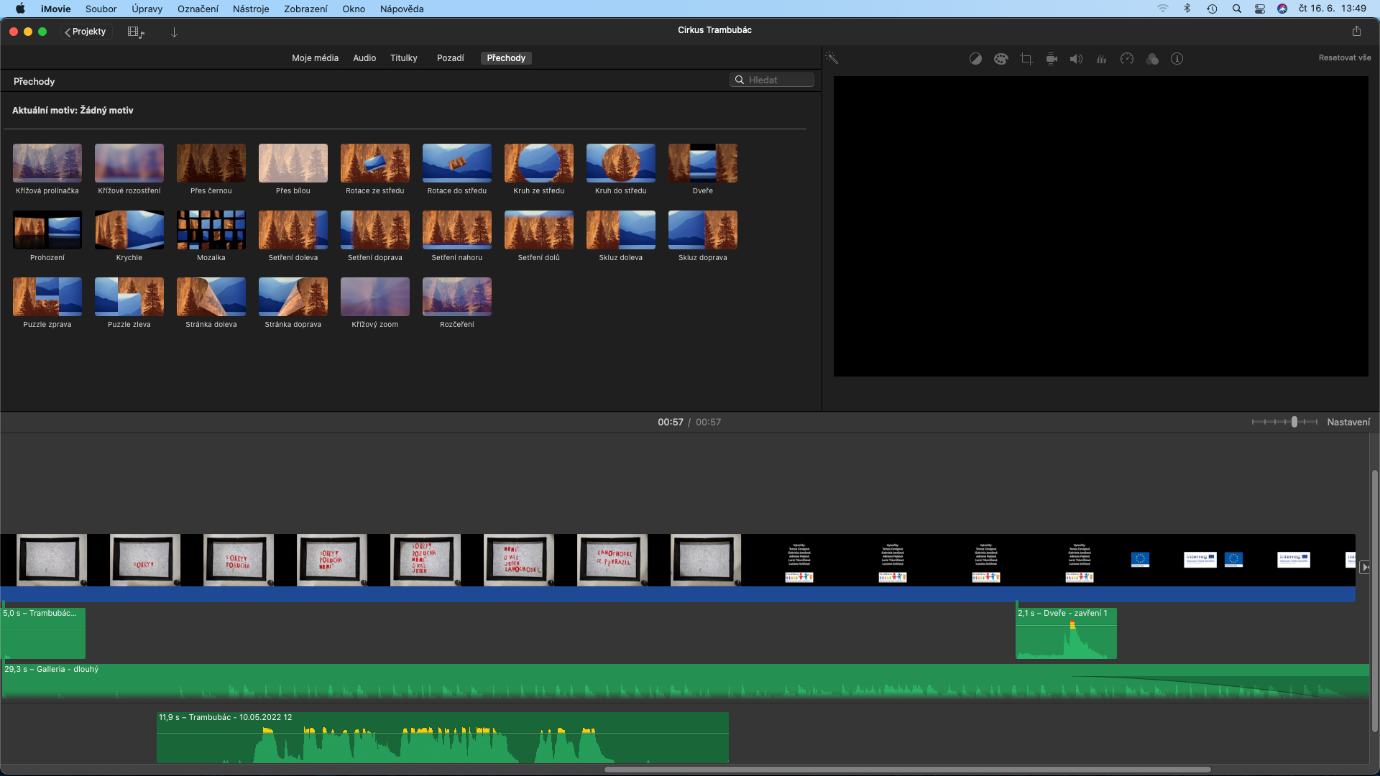 iMovie Soubor Úpravy Označení Nástroje Zobrazení Okno Nápověda čt 16. 6. 13:49
Projekty Cirkus Trambubác
Moje média Audio Titulky Pozadí Přechody Resetovat vše
Přechody Hledat
Aktuální motiv: Žádný motiv
Křížová prolínačka Křížové rozostření Přes černou Přes bílou Rotace ze středu Rotace do středu Kruh ze středu Kruh do středu Dveře
Prohození Krychle Mozaika Setření doleva Setření doprava Setření nahoru Setření dolů Skluz doleva Skluz doprava
Puzzle zprava Puzzle zleva Stránka doleva Stránka doprava Křížový zoom Rozčeření
00:57 / 00:57 Nastavení
5,0 s – Trambubác... 2,1 s – Dveře - zavření 1
29,3 s – Galleria - dlouhý
11,9 s – Trambubác - 10.05.2022 12